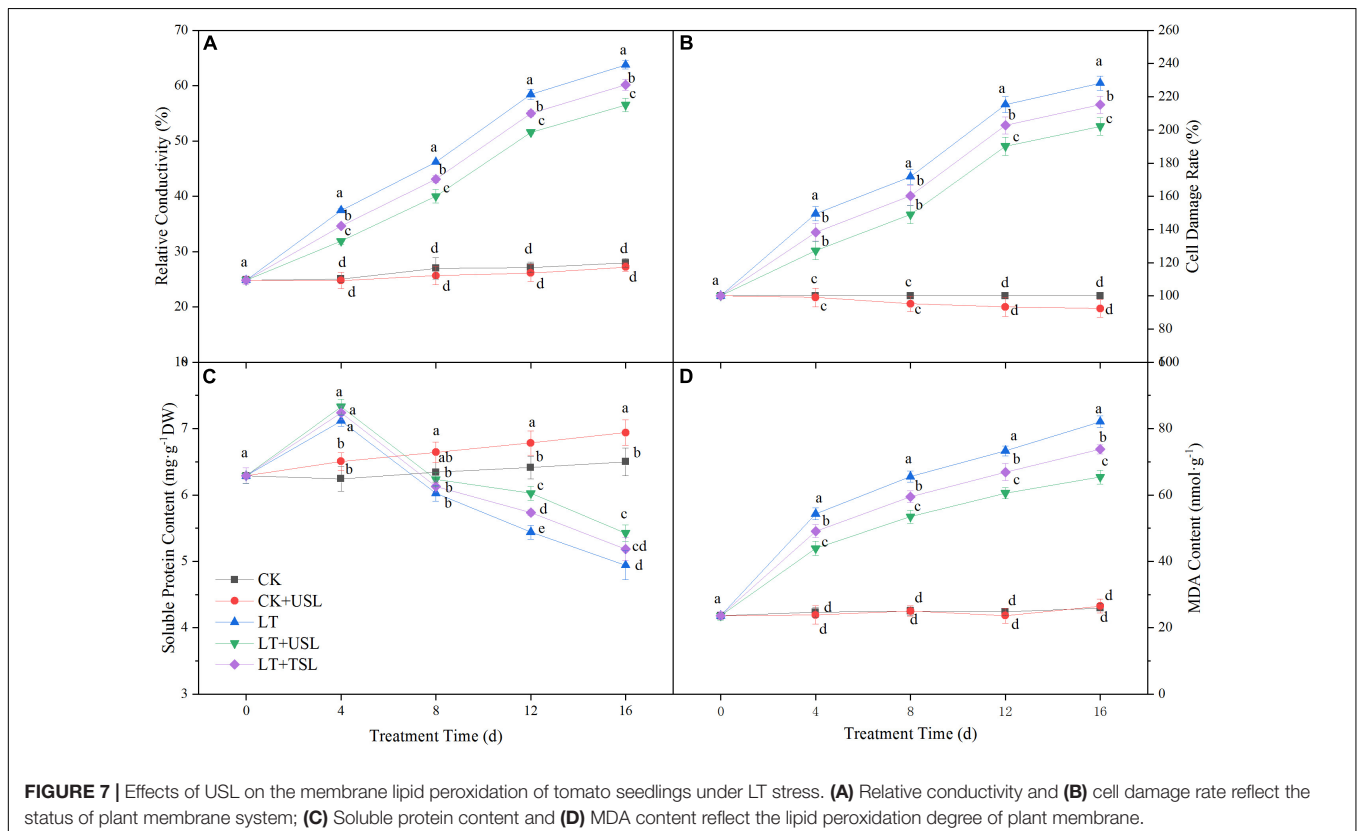 A
B
Relative Conductivity (%)
70
60
50
40
30
20
10
a
a a a a
b b b b
c c c c
d d d d
d d d d
Cell Damage Rate (%)
260
240
220
200
180
160
140
120
100
80
60
a
a a a a
b b b b
b b c c
c c d d
c c d d
C
D
Soluble Protein Content (mg·g⁻¹DW)
8
7
6
5
4
3
a
a a a a
a ab b b
a b c c
b b d cd
b b e d
CK
CK+USL
LT
LT+USL
LT+TSL
0 4 8 12 16
Treatment Time (d)
MDA Content (nmol·g⁻¹)
100
80
60
40
20
0
a
a a a a
b b b b
c c c c
d d d d
d d d d
0 4 8 12 16
Treatment Time (d)
FIGURE 7 | Effects of USL on the membrane lipid peroxidation of tomato seedlings under LT stress. (A) Relative conductivity and (B) cell damage rate reflect the
status of plant membrane system; (C) Soluble protein content and (D) MDA content reflect the lipid peroxidation degree of plant membrane.